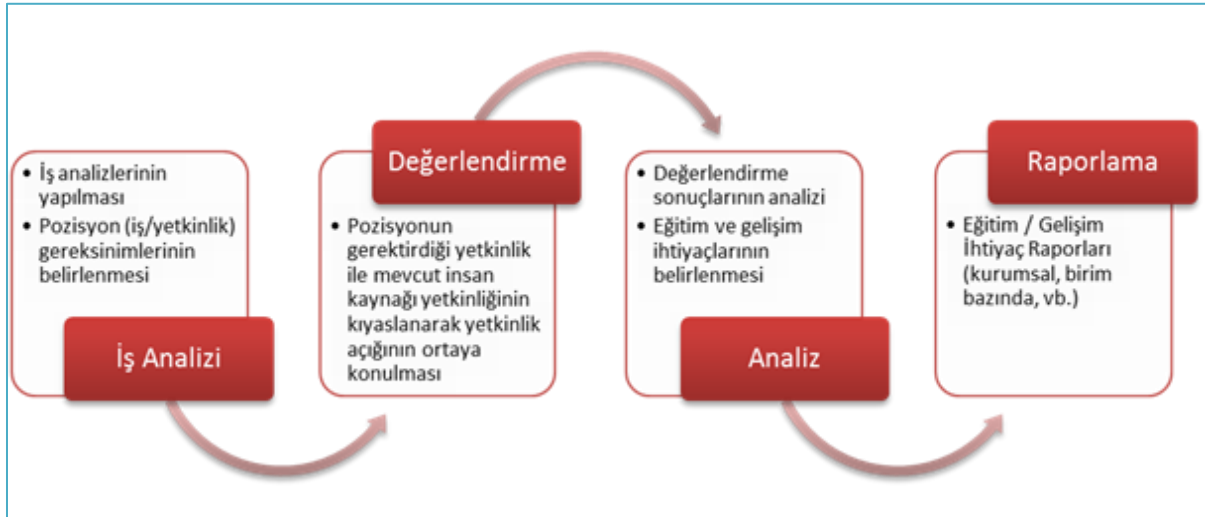 • İş analizlerinin
yapılması
• Pozisyon (iş/yetkinlik)
gereksinimlerinin
belirlenmesi
İş Analizi
Değerlendirme
• Pozisyonun
gerektirdiği yetkinlik
ile mevcut insan
kaynağı yetkinliğinin
kıyaslanarak yetkinlik
açığının ortaya
konulması
• Değerlendirme
sonuçlarının analizi
• Eğitim ve gelişim
ihtiyaçlarının
belirlenmesi
Analiz
Raporlama
• Eğitim / Gelişim
İhtiyaç Raporları
(kurumsal, birim
bazında, vb.)